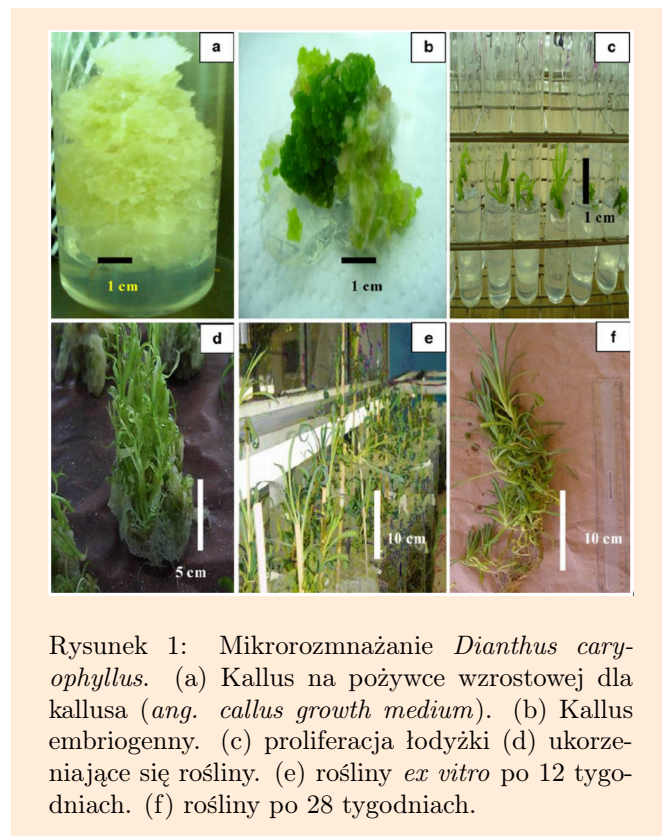 a
b
c
1 cm
1 cm
1 cm
d
e
f
5 cm
10 cm
10 cm
Rysunek 1: Mikrorozmnażanie Dianthus cary-
ophyllus. (a) Kallus na pożywce wzrostowej dla
kallusa (ang. callus growth medium). (b) Kallus
embriogenny. (c) proliferacja łodyżki (d) ukorze-
niające się rośliny. (e) rośliny ex vitro po 12 tygo-
dniach. (f) rośliny po 28 tygodniach.